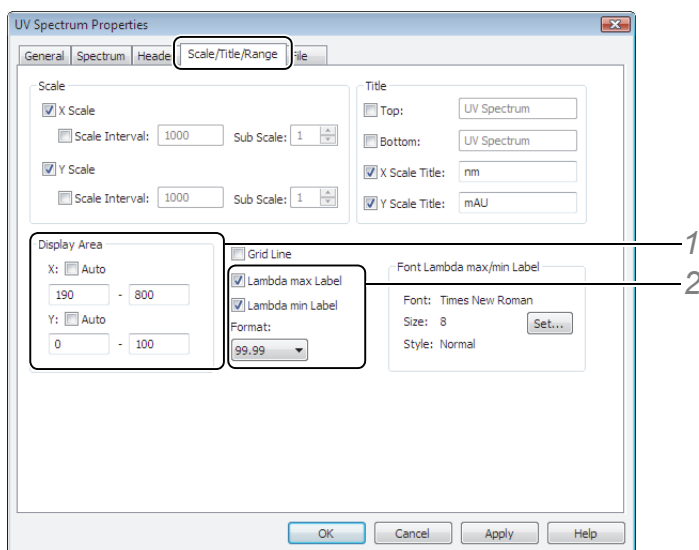 UV Spectrum Properties
General Spectrum Heade Scale/Title/Range ile
Scale
X Scale
Scale Interval: 1000 Sub Scale: 1
Y Scale
Scale Interval: 1000 Sub Scale: 1
Title
Top: UV Spectrum
Bottom: UV Spectrum
X Scale Title: nm
Y Scale Title: mAU
Display Area
X: Auto
190 - 800
Y: Auto
0 - 100
Grid Line
Lambda max Label
Lambda min Label
Format:
99.99
Font Lambda max/min Label
Font: Times New Roman
Size: 8 Set...
Style: Normal
1
2
OK Cancel Apply Help